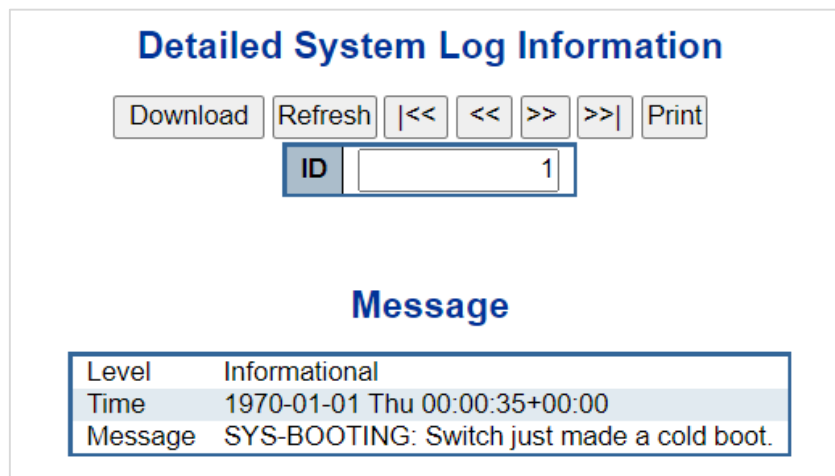 Detailed System Log Information
Download Refresh |<< << >> >>| Print
ID 1
Message
Level Informational
Time 1970-01-01 Thu 00:00:35+00:00
Message SYS-BOOTING: Switch just made a cold boot.